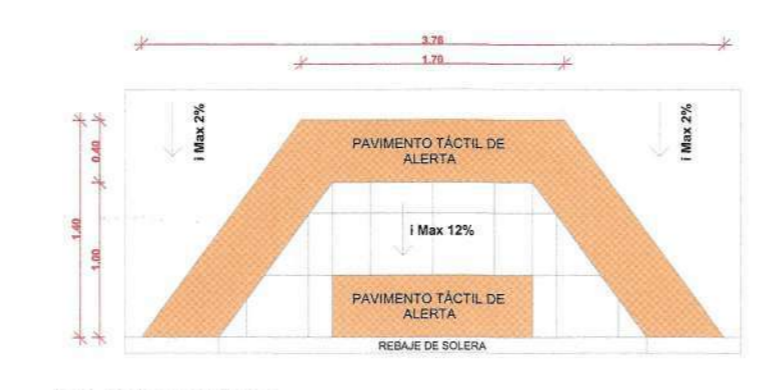 3.76
1.70
i Max 2%
i Max 2%
PAVIMENTO TÁCTIL DE
ALERTA
0.40
1.40
1.00
i Max 12%
PAVIMENTO TÁCTIL DE
ALERTA
REBAJE DE SOLERA